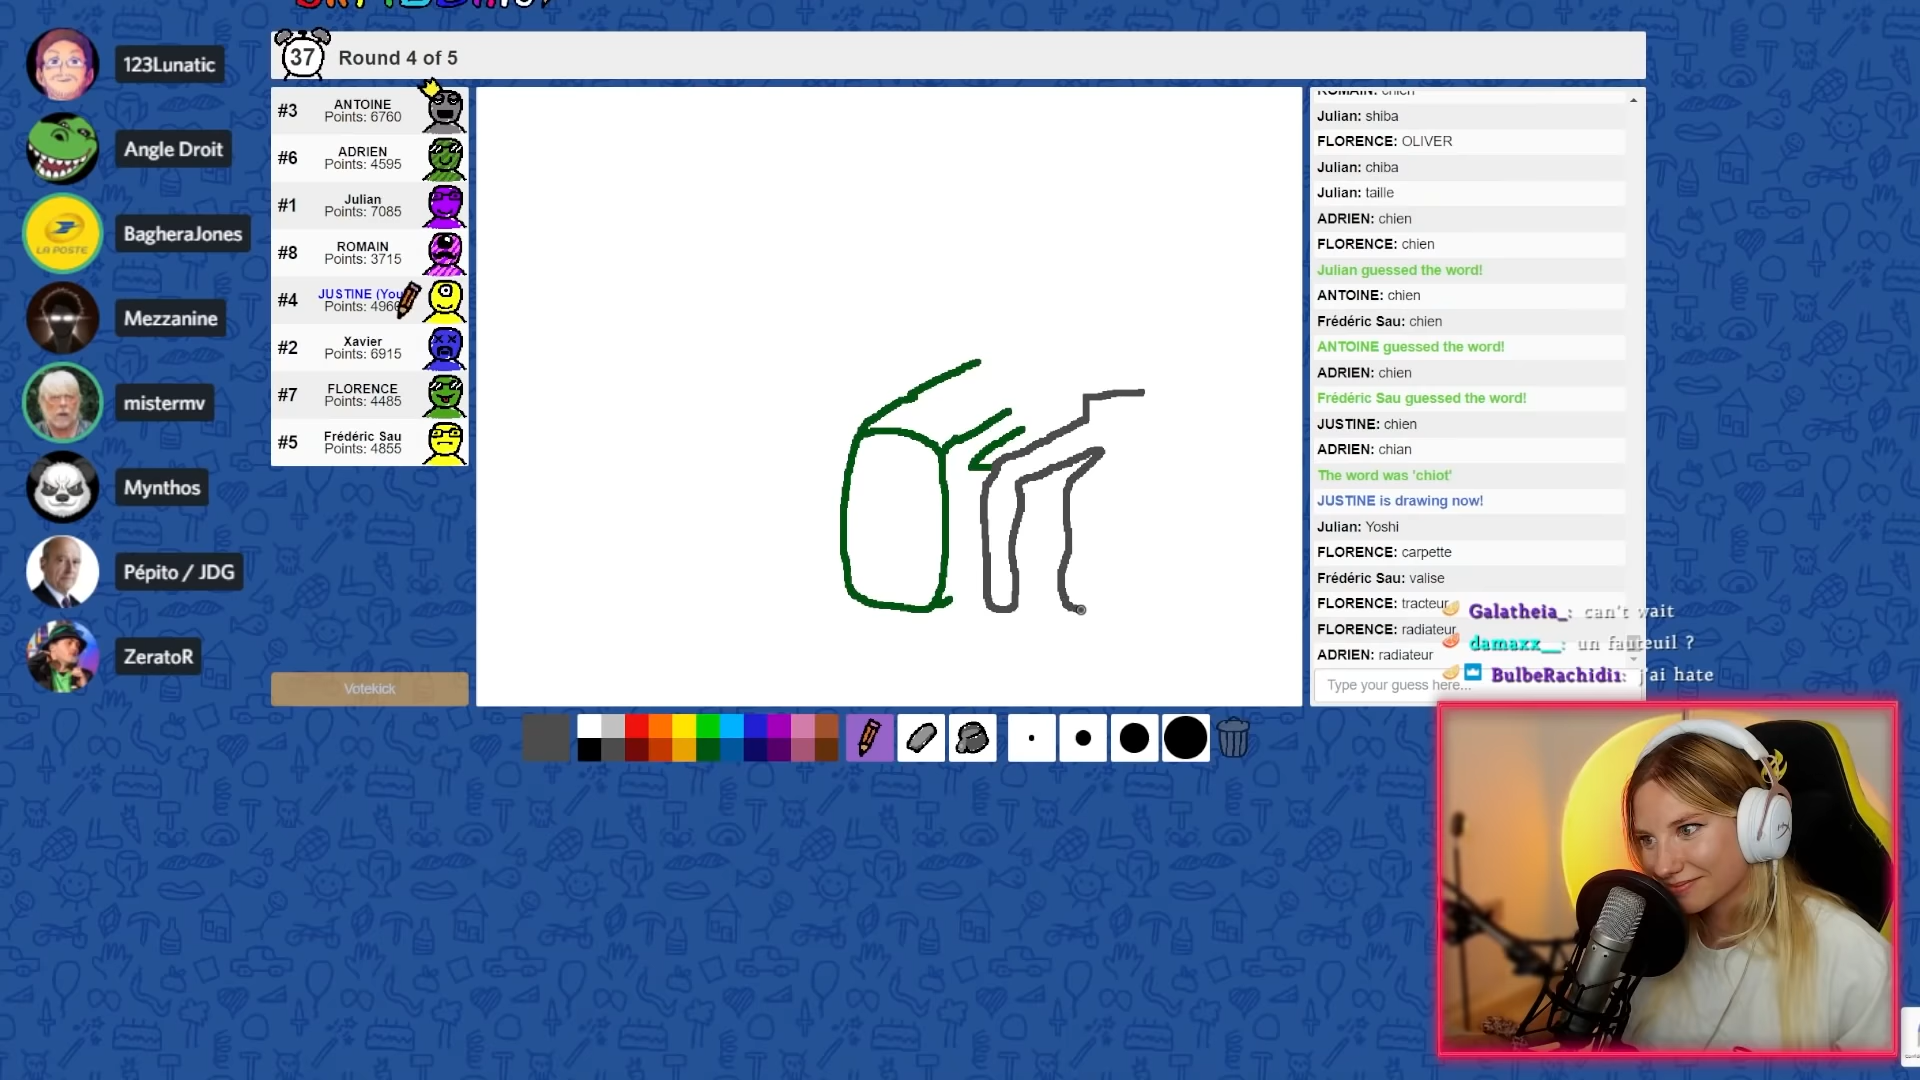 123Lunatic
Angle Droit
LA POSTE
BagheraJones
Mezzanine
mistermv
Mynthos
Pépito / JDG
ZeratoR
37
Round 4 of 5
#3
ANTOINE
Points: 6760
#6
ADRIEN
Points: 4595
#1
Julian
Points: 7085
#8
ROMAIN
Points: 3715
#4
JUSTINE (You
Points: 4960
#2
Xavier
Points: 6915
#7
FLORENCE
Points: 4485
#5
Frédéric Sau
Points: 4855
Votekick
ROMAIN: chien
Julian: shiba
FLORENCE: OLIVER
Julian: chiba
Julian: taille
ADRIEN: chien
FLORENCE: chien
Julian guessed the word!
ANTOINE: chien
Frédéric Sau: chien
ANTOINE guessed the word!
ADRIEN: chien
Frédéric Sau guessed the word!
JUSTINE: chien
ADRIEN: chian
The word was 'chiot'
JUSTINE is drawing now!
Julian: Yoshi
FLORENCE: carpette
Frédéric Sau: valise
FLORENCE: tracteur
FLORENCE: radiateur
ADRIEN: radiateur
Type your guess here...
Galatheia_: can't wait
damaxx__: un fauteuil ?
BulbeRachidi1: j'ai hate